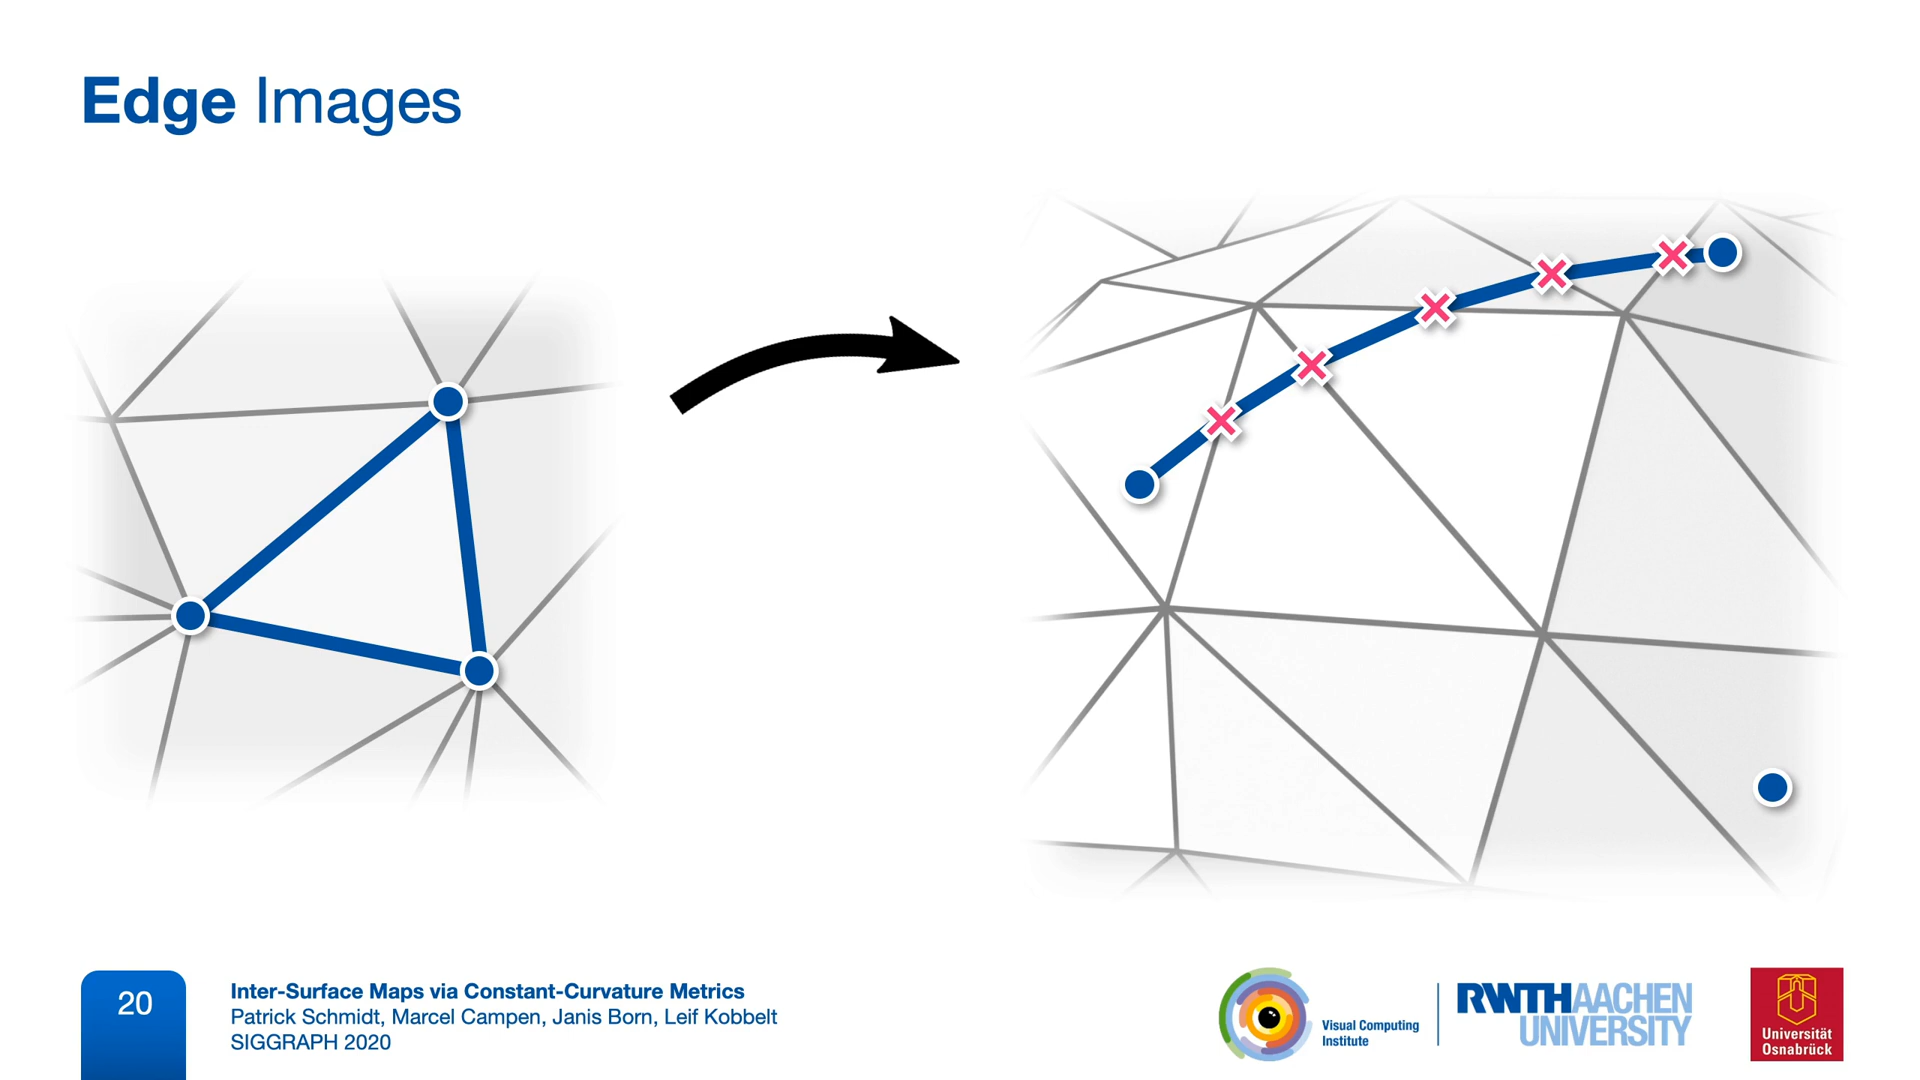 Edge Images
20
Inter-Surface Maps via Constant-Curvature Metrics
Patrick Schmidt, Marcel Campen, Janis Born, Leif Kobbelt
SIGGRAPH 2020
Visual Computing
Institute
RWTHAACHEN
UNIVERSITY
Universität
Osnabrück